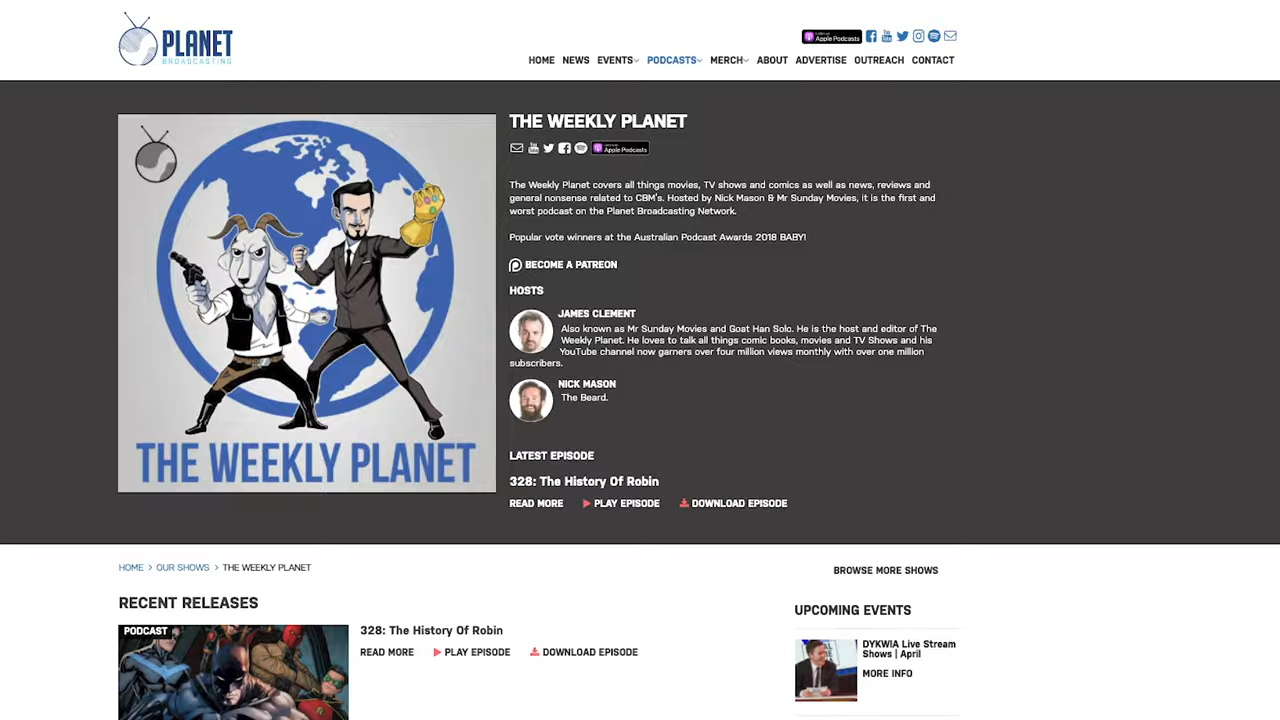 PLANET
BROADCASTING
Apple Podcasts
HOME NEWS EVENTS PODCASTS MERCH ABOUT ADVERTISE OUTREACH CONTACT
THE WEEKLY PLANET
THE WEEKLY PLANET
Apple Podcasts
The Weekly Planet covers all things movies, TV shows and comics as well as news, reviews and
general nonsense related to CBM's. Hosted by Nick Mason & Mr Sunday Movies, it is the first and
worst podcast on the Planet Broadcasting Network.
Popular vote winners at the Australian Podcast Awards 2018 BABY!
BECOME A PATREON
HOSTS
JAMES CLEMENT
Also known as Mr Sunday Movies and Goat Han Solo. He is the host and editor of The
Weekly Planet. He loves to talk all things comic books, movies and TV Shows and his
YouTube channel now garners over four million views monthly with over one million
subscribers.
NICK MASON
The Beard.
LATEST EPISODE
328: The History Of Robin
READ MORE PLAY EPISODE DOWNLOAD EPISODE
HOME > OUR SHOWS > THE WEEKLY PLANET
RECENT RELEASES
PODCAST
328: The History Of Robin
READ MORE PLAY EPISODE DOWNLOAD EPISODE
BROWSE MORE SHOWS
UPCOMING EVENTS
DYKWIA Live Stream
Shows | April
MORE INFO